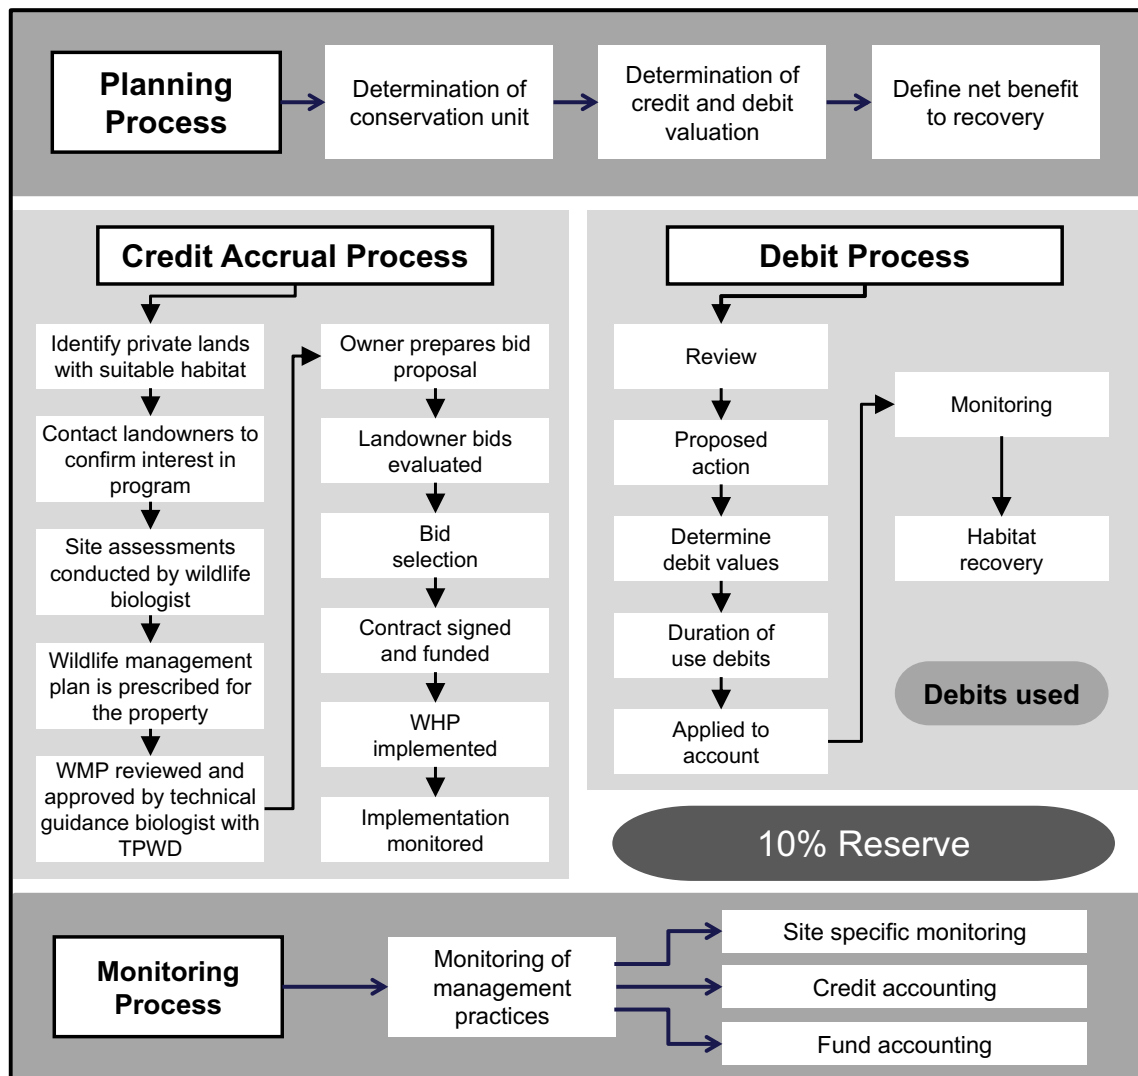 Planning
Process
Determination of
conservation unit
Determination of
credit and debit
valuation
Define net benefit
to recovery
Credit Accrual Process
Identify private lands
with suitable habitat
Contact landowners to
confirm interest in
program
Site assessments
conducted by wildlife
biologist
Wildlife management
plan is prescribed for
the property
WMP reviewed and
approved by technical
guidance biologist with
TPWD
Owner prepares bid
proposal
Landowner bids
evaluated
Bid
selection
Contract signed
and funded
WHP
implemented
Implementation
monitored
Debit Process
Review
Proposed
action
Determine
debit values
Duration of
use debits
Applied to
account
Monitoring
Habitat
recovery
Debits used
10% Reserve
Monitoring
Process
Monitoring of
management
practices
Site specific monitoring
Credit accounting
Fund accounting